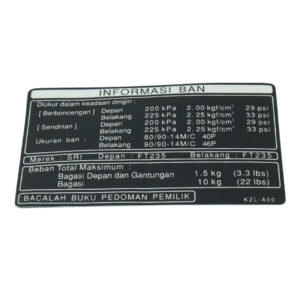 INFORMASI BAN
Diukur dalam keadaan dingin :
[ Berboncengan ] Depan 200 kPa 2.00 kgf/cm² 29 psi
Belakang 225 kPa 2.25 kgf/cm² 33 psi
[ Sendirian ] Depan 200 kPa 2.00 kgf/cm² 29 psi
Belakang 225 kPa 2.25 kgf/cm² 33 psi
Ukuran ban : Depan 80/90-14M/C 40P
Belakang 90/90-14M/C 46P
Merek : SRI Depan : FT235 Belakang : FT235
Beban Total Maksimum :
Bagasi Depan dan Gantungan 1.5 kg (3.3 lbs)
Bagasi 10 kg (22 lbs)
BACALAH BUKU PEDOMAN PEMILIK
KZL-A00